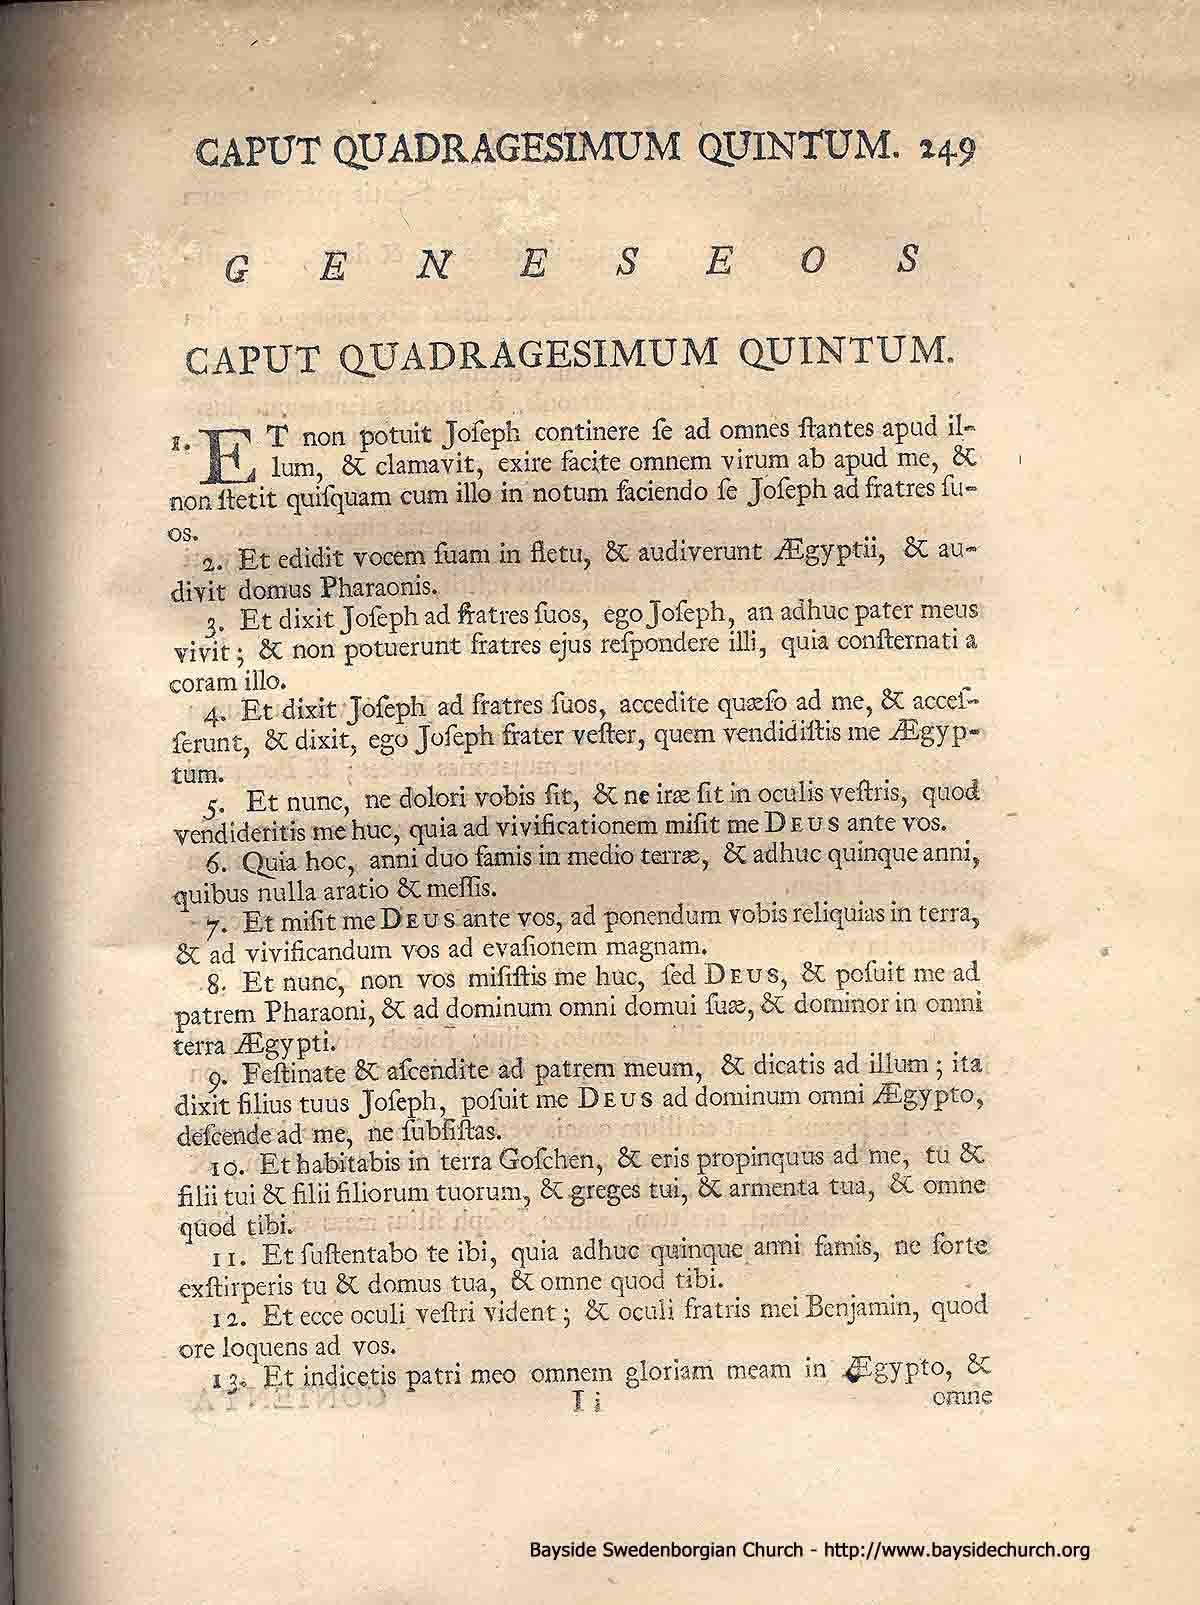 CAPUT QUADRAGESIMUM QUINTUM. 249
G E N E S E O S
CAPUT QUADRAGESIMUM QUINTUM.
1. ET non potuit Joſeph continere ſe ad omnes ſtantes apud il-
lum, & clamavit, exire facite omnem virum ab apud me, &
non ſtetit quiſquam cum illo in notum faciendo ſe Joſeph ad fratres ſu-
os.
2. Et edidit vocem ſuam in fletu, & audiverunt Ægyptii, & au-
divit domus Pharaonis.
3. Et dixit Joſeph ad fratres ſuos, ego Joſeph, an adhuc pater meus
vivit; & non potuerunt fratres ejus reſpondere illi, quia conſternati a
coram illo.
4. Et dixit Joſeph ad fratres ſuos, accedite quæſo ad me, & acceſ-
ſerunt, & dixit, ego Joſeph frater veſter, quem vendidiſtis me Ægyp-
tum.
5. Et nunc, ne dolori vobis ſit, & ne iræ ſit in oculis veſtris, quod
vendideritis me huc, quia ad vivificationem miſit me DEUS ante vos.
6. Quia hoc, anni duo famis in medio terræ, & adhuc quinque anni,
quibus nulla aratio & meſſis.
7. Et miſit me DEUS ante vos, ad ponendum vobis reliquias in terra,
& ad vivificandum vos ad evaſionem magnam.
8. Et nunc, non vos miſiſtis me huc, ſed DEUS, & poſuit me ad
patrem Pharaoni, & ad dominum omni domui ſuæ, & dominor in omni
terra Ægypti.
9. Feſtinate & aſcendite ad patrem meum, & dicatis ad illum; ita
dixit filius tuus Joſeph, poſuit me DEUS ad dominum omni Ægypto,
deſcende ad me, ne ſubſiſtas.
10. Et habitabis in terra Goſchen, & eris propinquus ad me, tu &
filii tui & filii filiorum tuorum, & greges tui, & armenta tua, & omne
quod tibi.
11. Et ſuſtentabo te ibi, quia adhuc quinque anni famis, ne forte
exſtirperis tu & domus tua, & omne quod tibi.
12. Et ecce oculi veſtri vident; & oculi fratris mei Benjamin, quod
ore loquens ad vos.
13. Et indicetis patri meo omnem gloriam meam in Ægypto, &
I i omne
Bayside Swedenborgian Church - http://www.baysidechurch.org